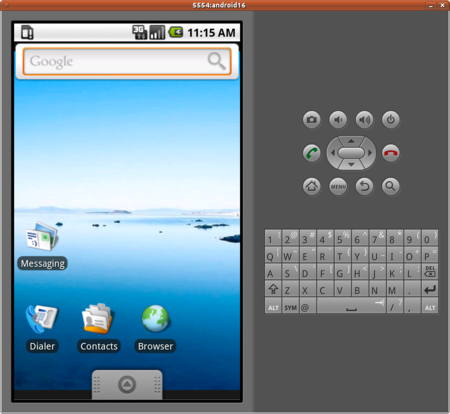 5554:android16
3G
11:15 AM
Google
Messaging
Dialer
Contacts
Browser
MENU
1 ! 2 @ 3 # 4 $ 5 % 6 ^ 7 & 8 * 9 ( 0 )
Q W E R T Y U I O P
A S D F G H J K L DEL
Z X C V B N M .
ALT SYM @ / ? , ALT